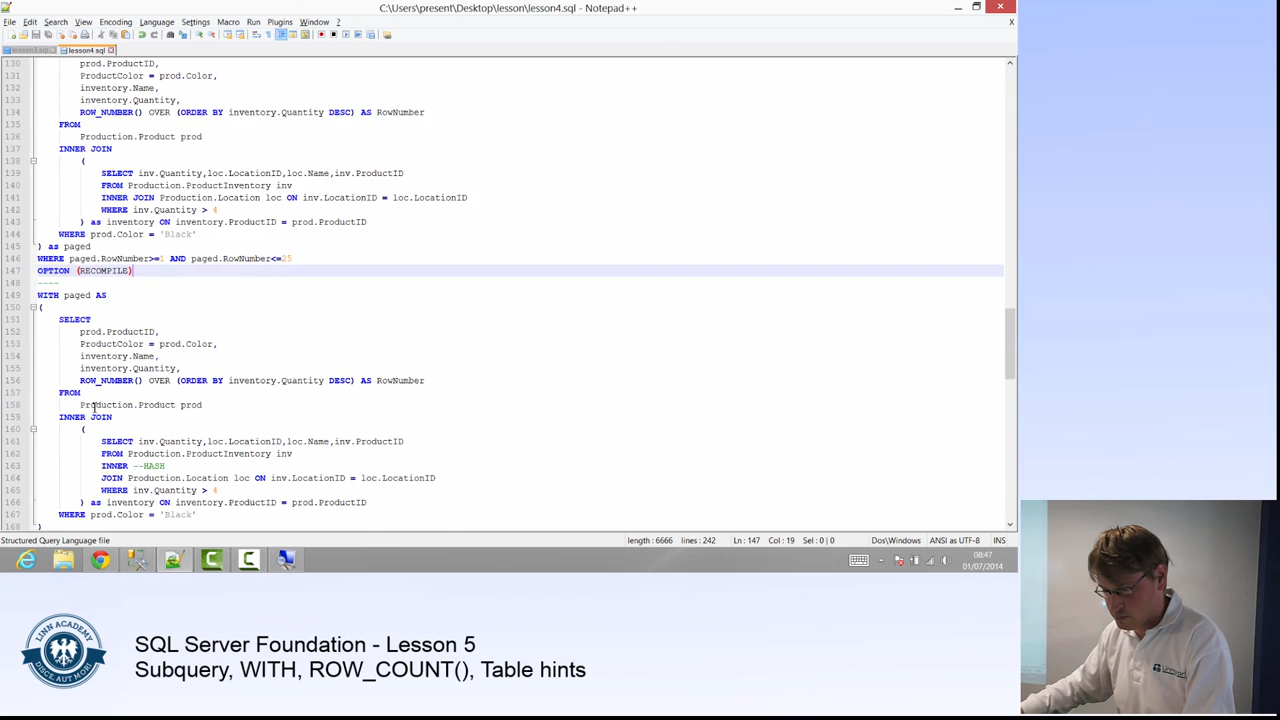 C:\Users\present\Desktop\lesson\lesson4.sql - Notepad++
File Edit Search View Encoding Language Settings Macro Run Plugins Window ?
lesson3.sql lesson4.sql
130 prod.ProductID,
131 ProductColor = prod.Color,
132 inventory.Name,
133 inventory.Quantity,
134 ROW_NUMBER() OVER (ORDER BY inventory.Quantity DESC) AS RowNumber
135 FROM
136 Production.Product prod
137 INNER JOIN
138 (
139 SELECT inv.Quantity,loc.LocationID,loc.Name,inv.ProductID
140 FROM Production.ProductInventory inv
141 INNER JOIN Production.Location loc ON inv.LocationID = loc.LocationID
142 WHERE inv.Quantity > 4
143 ) as inventory ON inventory.ProductID = prod.ProductID
144 WHERE prod.Color = 'Black'
145 ) as paged
146 WHERE paged.RowNumber>=1 AND paged.RowNumber<=25
147 OPTION (RECOMPILE)
148 ----
149 WITH paged AS
150 (
151 SELECT
152 prod.ProductID,
153 ProductColor = prod.Color,
154 inventory.Name,
155 inventory.Quantity,
156 ROW_NUMBER() OVER (ORDER BY inventory.Quantity DESC) AS RowNumber
157 FROM
158 Production.Product prod
159 INNER JOIN
160 (
161 SELECT inv.Quantity,loc.LocationID,loc.Name,inv.ProductID
162 FROM Production.ProductInventory inv
163 INNER --HASH
164 JOIN Production.Location loc ON inv.LocationID = loc.LocationID
165 WHERE inv.Quantity > 4
166 ) as inventory ON inventory.ProductID = prod.ProductID
167 WHERE prod.Color = 'Black'
168 )
Structured Query Language file length : 6666 lines : 242 Ln : 147 Col : 19 Sel : 0 | 0 Dos\Windows ANSI as UTF-8 INS
08:47
01/07/2014
LINN ACADEMY
DISCE AUT MORI
SQL Server Foundation - Lesson 5
Subquery, WITH, ROW_COUNT(), Table hints